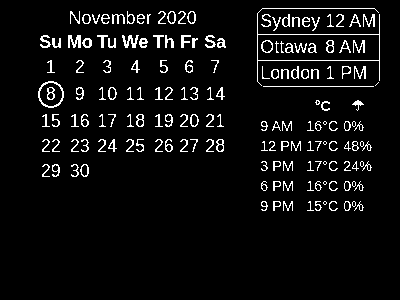 November 2020
Su Mo Tu We Th Fr Sa
1 2 3 4 5 6 7
8 9 10 11 12 13 14
15 16 17 18 19 20 21
22 23 24 25 26 27 28
29 30
Sydney 12 AM
Ottawa 8 AM
London 1 PM
°C ☂
9 AM 16°C 0%
12 PM 17°C 48%
3 PM 17°C 24%
6 PM 16°C 0%
9 PM 15°C 0%